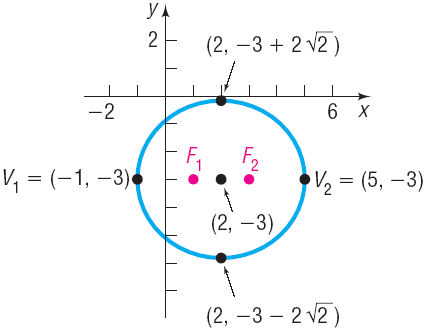 y
2
(2, −3 + 2 √2)
−2
6
x
F₁
F₂
V₁ = (−1, −3)
V₂ = (5, −3)
(2, −3)
(2, −3 − 2 √2)